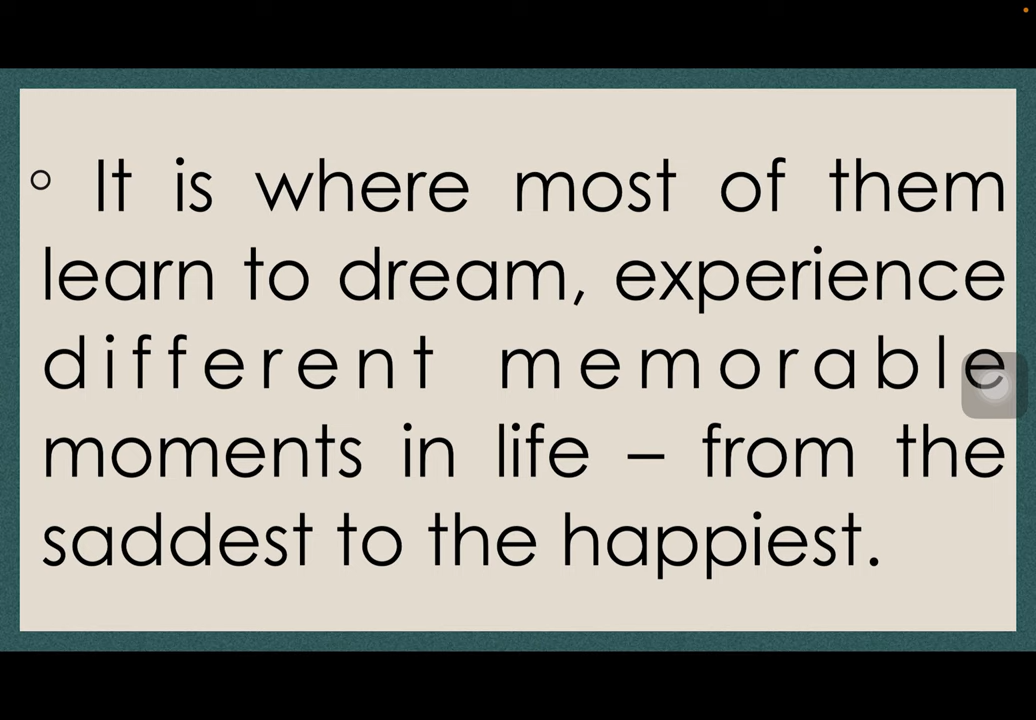 ◦ It is where most of them
learn to dream, experience
different memorable
moments in life – from the
saddest to the happiest.